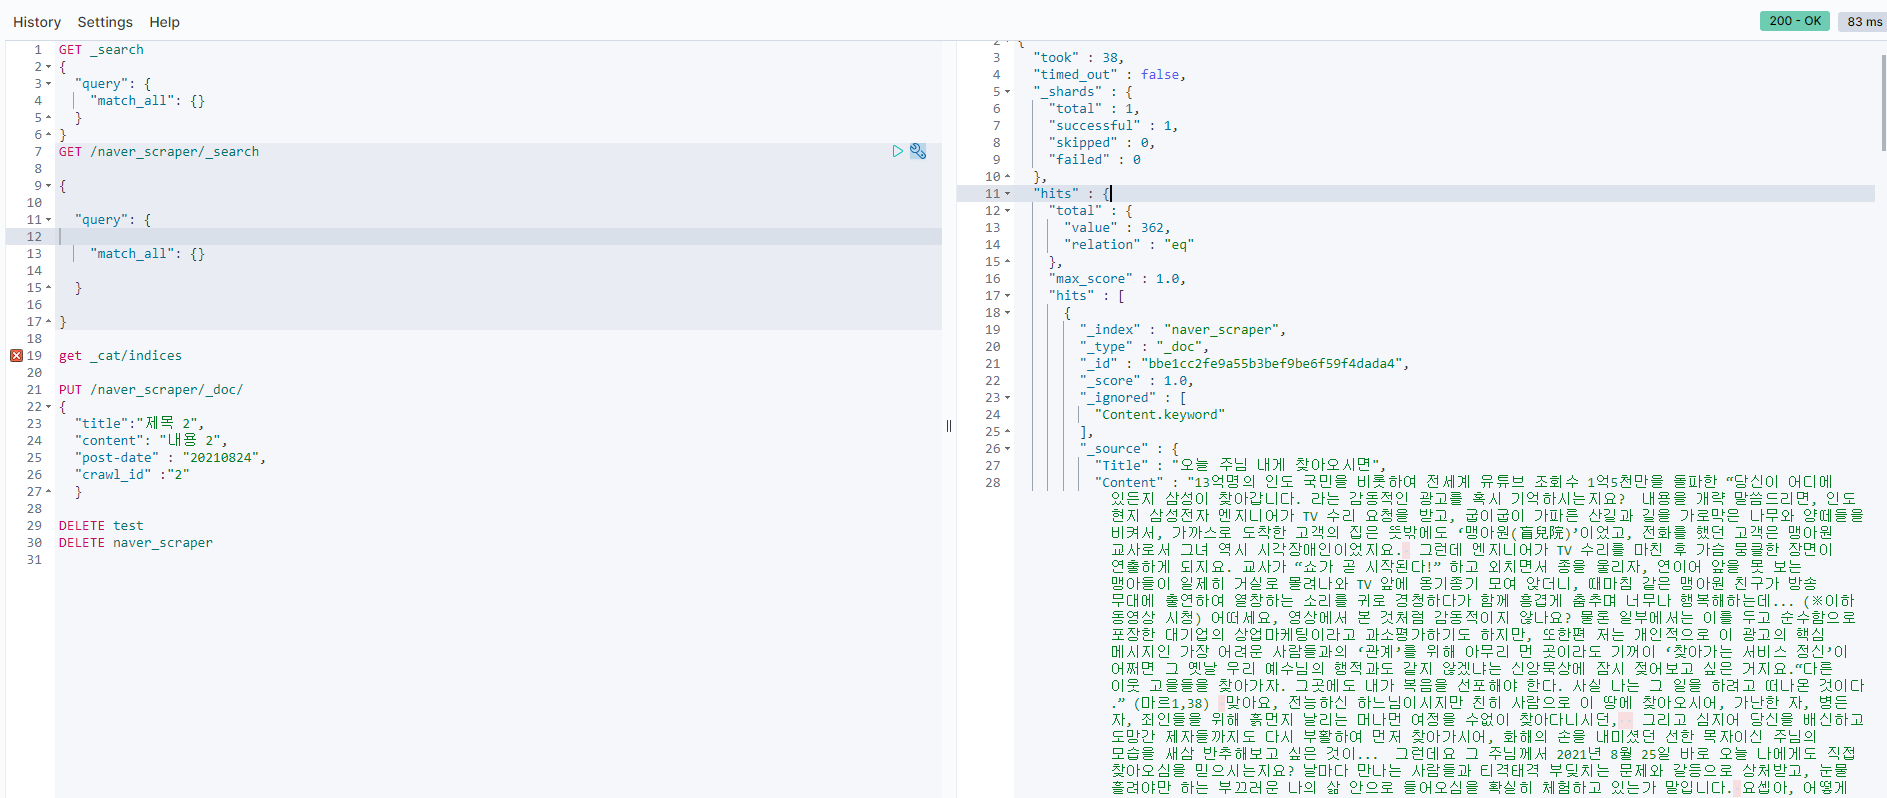 History Settings Help
200 - OK 83 ms
1 GET _search
2 {
3 "query": {
4 "match_all": {}
5 }
6 }
7 GET /naver_scraper/_search
8
9 {
10
11 "query": {
12
13 "match_all": {}
14
15 }
16
17 }
18
19 get _cat/indices
20
21 PUT /naver_scraper/_doc/
22 {
23 "title":"제목 2",
24 "content": "내용 2",
25 "post-date" : "20210824",
26 "crawl_id" :"2"
27 }
28
29 DELETE test
30 DELETE naver_scraper
31
2 {
3 "took" : 38,
4 "timed_out" : false,
5 "_shards" : {
6 "total" : 1,
7 "successful" : 1,
8 "skipped" : 0,
9 "failed" : 0
10 },
11 "hits" : {
12 "total" : {
13 "value" : 362,
14 "relation" : "eq"
15 },
16 "max_score" : 1.0,
17 "hits" : [
18 {
19 "_index" : "naver_scraper",
20 "_type" : "_doc",
21 "_id" : "bbe1cc2fe9a55b3bef9be6f59f4dada4",
22 "_score" : 1.0,
23 "_ignored" : [
24 "Content.keyword"
25 ],
26 "_source" : {
27 "Title" : "오늘 주님 내게 찾아오시면",
28 "Content" : "13억명의 인도 국민을 비롯하여 전세계 유튜브 조회수 1억5천만을 돌파한 “당신이 어디에
있든지 삼성이 찾아갑니다. 라는 감동적인 광고를 혹시 기억하시는지요? 내용을 개략 말씀드리면, 인도
현지 삼성전자 엔지니어가 TV 수리 요청을 받고, 굽이굽이 가파른 산길과 길을 가로막은 나무와 양떼들을
비켜서, 가까스로 도착한 고객의 집은 뜻밖에도 ‘맹아원(盲兒院)’이었고, 전화를 했던 고객은 맹아원
교사로서 그녀 역시 시각장애인이었지요. 그런데 엔지니어가 TV 수리를 마친 후 가슴 뭉클한 장면이
연출하게 되지요. 교사가 “쇼가 곧 시작된다!” 하고 외치면서 종을 울리자, 연이어 앞을 못 보는
맹아들이 일제히 거실로 몰려나와 TV 앞에 옹기종기 모여 앉더니, 때마침 같은 맹아원 친구가 방송
무대에 출연하여 열창하는 소리를 귀로 경청하다가 함께 흥겹게 춤추며 너무나 행복해하는데... (※이하
동영상 시청) 어떠세요, 영상에서 본 것처럼 감동적이지 않나요? 물론 일부에서는 이를 두고 순수함으로
포장한 대기업의 상업마케팅이라고 과소평가하기도 하지만, 또한편 저는 개인적으로 이 광고의 핵심
메시지인 가장 어려운 사람들과의 ‘관계’를 위해 아무리 먼 곳이라도 기꺼이 ‘찾아가는 서비스 정신’이
어쩌면 그 옛날 우리 예수님의 행적과도 같지 않겠냐는 신앙묵상에 잠시 젖어보고 싶은 거지요.“다른
이웃 고을들을 찾아가자. 그곳에도 내가 복음을 선포해야 한다. 사실 나는 그 일을 하려고 떠나온 것이다
.” (마르1,38) 맞아요, 전능하신 하느님이시지만 친히 사람으로 이 땅에 찾아오시어, 가난한 자, 병든
자, 죄인들을 위해 흙먼지 날리는 머나먼 여정을 수없이 찾아다니시던, 그리고 심지어 당신을 배신하고
도망간 제자들까지도 다시 부활하여 먼저 찾아가시어, 화해의 손을 내미셨던 선한 목자이신 주님의
모습을 새삼 반추해보고 싶은 것이... 그런데요 그 주님께서 2021년 8월 25일 바로 오늘 나에게도 직접
찾아오심을 믿으시는지요? 날마다 만나는 사람들과 티격태격 부딪치는 문제와 갈등으로 상처받고, 눈물
흘려야만 하는 부끄러운 나의 삶 안으로 들어오심을 확실히 체험하고 있는가 말입니다. 요셉아, 어떻게